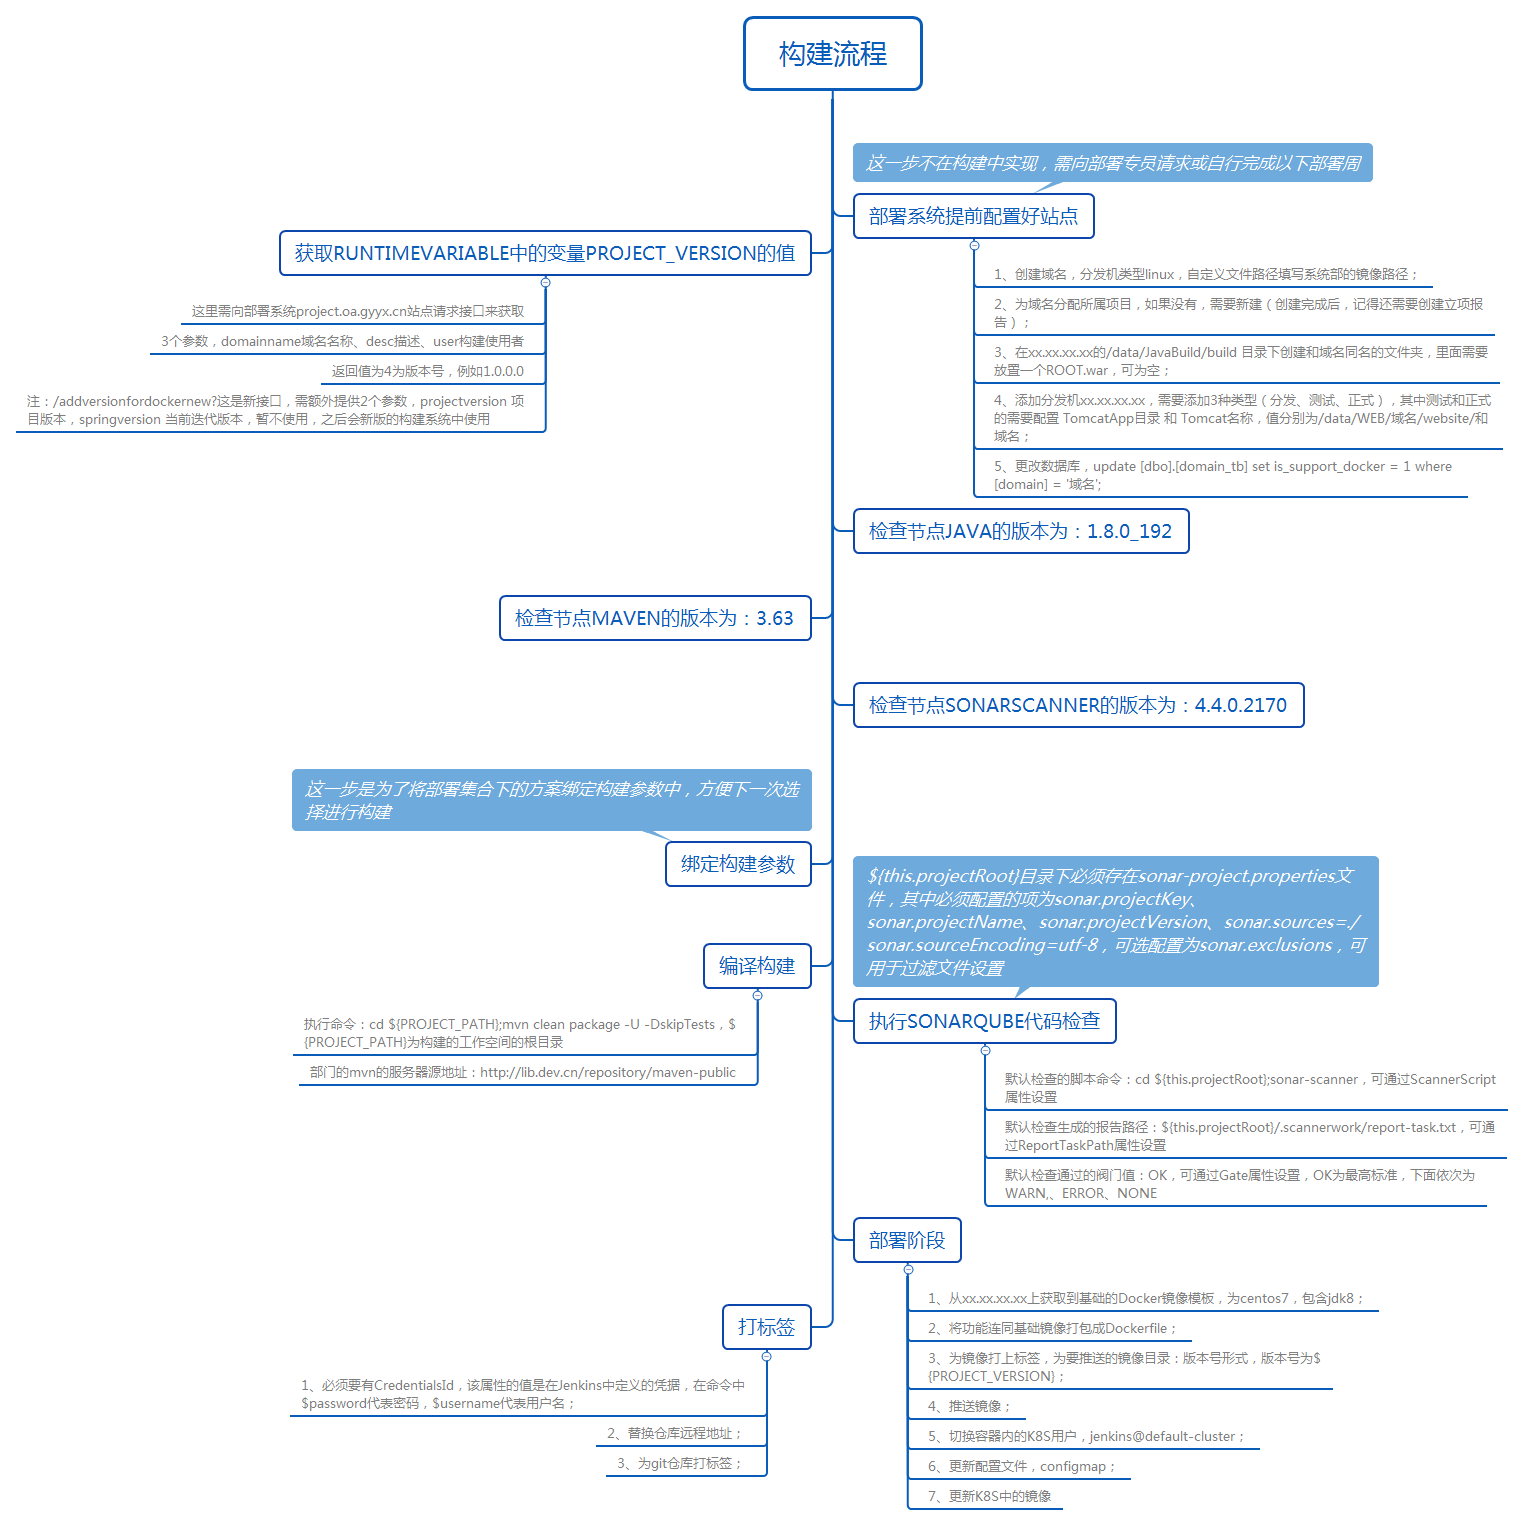 构建流程
这一步不在构建中实现，需向部署专员请求或自行完成以下部署周
部署系统提前配置好站点
1、创建域名，分发机类型linux，自定义文件路径填写系统部的镜像路径；
2、为域名分配所属项目，如果没有，需要新建（创建完成后，记得还需要创建立项报
告）；
3、在xx.xx.xx.xx的/data/JavaBuild/build 目录下创建和域名同名的文件夹，里面需要
放置一个ROOT.war，可为空；
4、添加分发机xx.xx.xx.xx，需要添加3种类型（分发、测试、正式），其中测试和正式
的需要配置 TomcatApp目录 和 Tomcat名称，值分别为/data/WEB/域名/website/和
域名；
5、更改数据库，update [dbo].[domain_tb] set is_support_docker = 1 where
[domain] = '域名';
获取RUNTIMEVARIABLE中的变量PROJECT_VERSION的值
这里需向部署系统project.oa.gyyx.cn站点请求接口来获取
3个参数，domainname域名名称、desc描述、user构建使用者
返回值为4为版本号，例如1.0.0.0
注：/addversionfordockernew?这是新接口，需额外提供2个参数，projectversion 项
目版本，springversion 当前迭代版本，暂不使用，之后会新版的构建系统中使用
检查节点JAVA的版本为：1.8.0_192
检查节点MAVEN的版本为：3.63
检查节点SONARSCANNER的版本为：4.4.0.2170
这一步是为了将部署集合下的方案绑定构建参数中，方便下一次选
择进行构建
绑定构建参数
${this.projectRoot}目录下必须存在sonar-project.properties文
件，其中必须配置的项为sonar.projectKey、
sonar.projectName、sonar.projectVersion、sonar.sources=./
sonar.sourceEncoding=utf-8，可选配置为sonar.exclusions，可
用于过滤文件设置
执行SONARQUBE代码检查
默认检查的脚本命令：cd ${this.projectRoot};sonar-scanner，可通过ScannerScript
属性设置
默认检查生成的报告路径：${this.projectRoot}/.scannerwork/report-task.txt，可通
过ReportTaskPath属性设置
默认检查通过的阀门值：OK，可通过Gate属性设置，OK为最高标准，下面依次为
WARN,、ERROR、NONE
编译构建
执行命令：cd ${PROJECT_PATH};mvn clean package -U -DskipTests，$
{PROJECT_PATH}为构建的工作空间的根目录
部门的mvn的服务器源地址：http://lib.dev.cn/repository/maven-public
部署阶段
1、从xx.xx.xx.xx上获取到基础的Docker镜像模板，为centos7，包含jdk8；
2、将功能连同基础镜像打包成Dockerfile；
3、为镜像打上标签，为要推送的镜像目录：版本号形式，版本号为$
{PROJECT_VERSION}；
4、推送镜像；
5、切换容器内的K8S用户，jenkins@default-cluster；
6、更新配置文件，configmap；
7、更新K8S中的镜像
打标签
1、必须要有CredentialsId，该属性的值是在Jenkins中定义的凭据，在命令中
$password代表密码，$username代表用户名；
2、替换仓库远程地址；
3、为git仓库打标签；